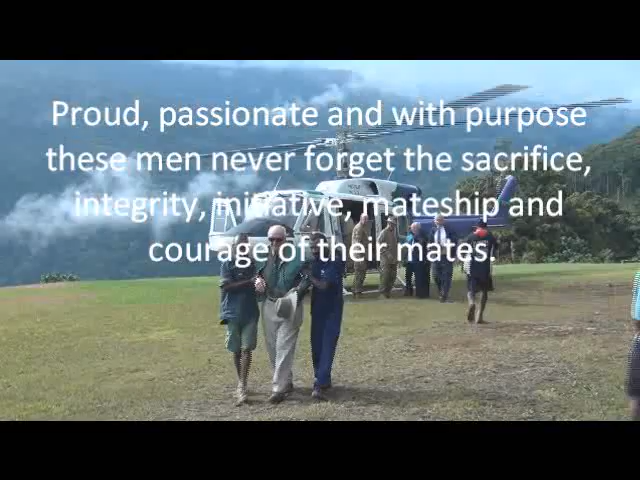 Proud, passionate and with purpose
these men never forget the sacrifice,
integrity, initiative, mateship and
courage of their mates.